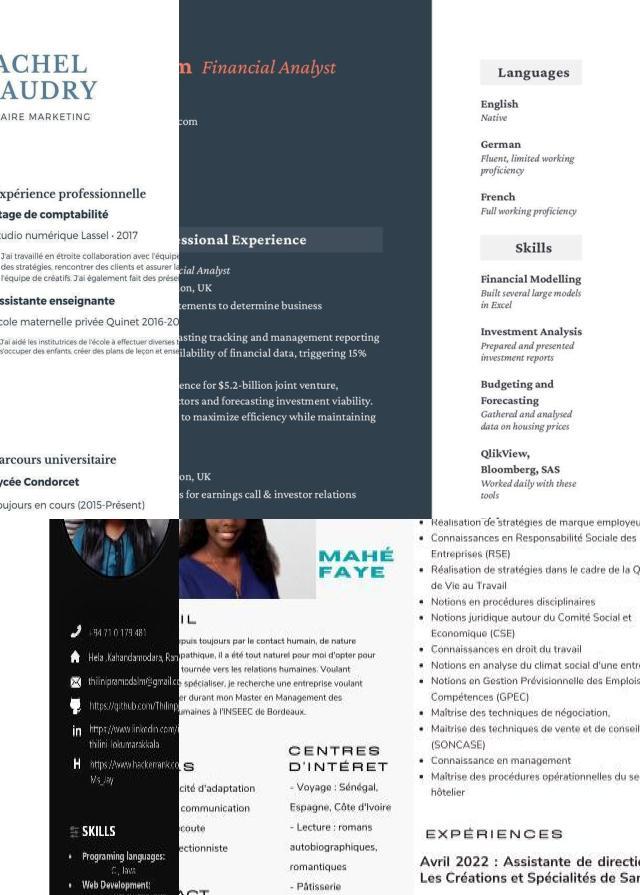 ACHEL
AUDRY
AIRE MARKETING
xpérience professionnelle
tage de comptabilité
tudio numérique Lassel • 2017
J'ai travaillé en étroite collaboration avec l'équipe
des stratégies, rencontrer des clients et assurer la
l'équipe de créatifs. J'ai également fait des prése
ssistante enseignante
cole maternelle privée Quinet 2016-20
J'ai aidé les institutrices de l'école à effectuer diverses
s'occuper des enfants, créer des plans de leçon et ense
arcours universitaire
ycée Condorcet
oujours en cours (2015-Présent)
m Financial Analyst
com
ssional Experience
cial Analyst
on, UK
tements to determine business
asting tracking and management reporting
lability of financial data, triggering 15%
ence for $5.2-billion joint venture,
ctors and forecasting investment viability.
to maximize efficiency while maintaining
on, UK
s for earnings call & investor relations
Languages
English
Native
German
Fluent, limited working
proficiency
French
Full working proficiency
Skills
Financial Modelling
Built several large models
in Excel
Investment Analysis
Prepared and presented
investment reports
Budgeting and
Forecasting
Gathered and analysed
data on housing prices
QlikView,
Bloomberg, SAS
Worked daily with these
tools
+94 71 0 179 481
Hela ,Kahandamodara, Ran
thilinipramodalm@gmail.co
https://github.com/Thilinp
https://www.linkedin.com/i
thilini-lokumarakkala
https://www.hackerrank.co
Ms_Jay
SKILLS
• Programing languages:
C , Java
• Web Development:
MAHÉ
FAYE
IL
puis toujours par le contact humain, de nature
pathique, il a été tout naturel pour moi d'opter pour
tournée vers les relations humaines. Voulant
spécialiser, je recherche une entreprise voulant
er durant mon Master en Management des
umaines à l'INSEEC de Bordeaux.
S
cité d'adaptation
communication
coute
ectionniste
ACT
CENTRES
D'INTÉRET
- Voyage : Sénégal,
Espagne, Côte d'Ivoire
- Lecture : romans
autobiographiques,
romantiques
- Pâtisserie
• Réalisation de stratégies de marque employeu
• Connaissances en Responsabilité Sociale des
Entreprises (RSE)
• Réalisation de stratégies dans le cadre de la Q
de Vie au Travail
• Notions en procédures disciplinaires
• Notions juridique autour du Comité Social et
Economique (CSE)
• Connaissances en droit du travail
• Notions en analyse du climat social d'une entre
• Notions en Gestion Prévisionnelle des Emplois
Compétences (GPEC)
• Maîtrise des techniques de négociation,
• Maitrise des techniques de vente et de conseil
(SONCASE)
• Connaissance en management
• Maîtrise des procédures opérationnelles du se
hôtelier
EXPÉRIENCES
Avril 2022 : Assistante de directi
Les Créations et Spécialités de Sar